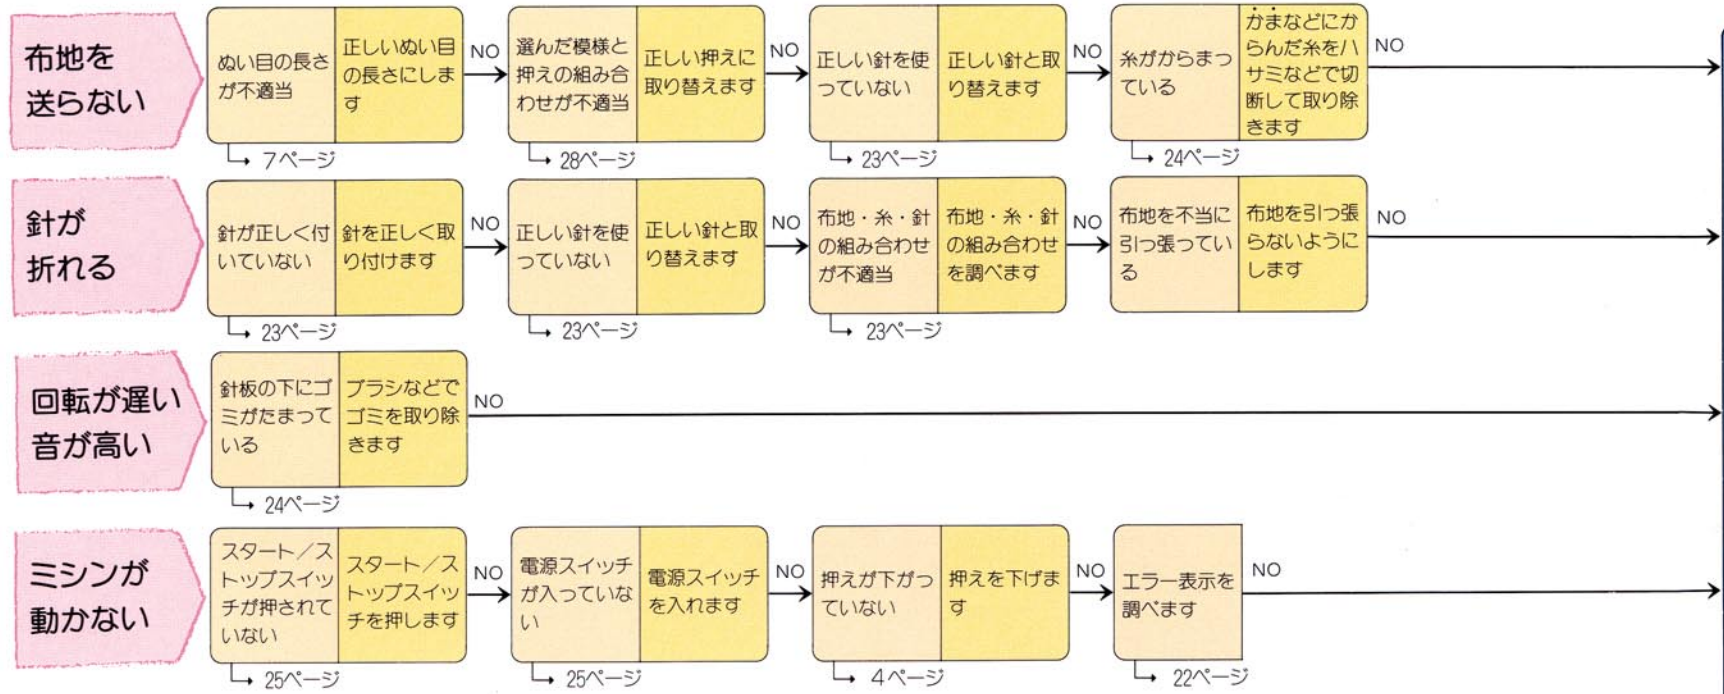 布地を
送らない
ぬい目の長さ
が不適当
正しいぬい目
の長さにしま
す
7ページ
NO
選んだ模様と
押えの組み合
わせが不適当
正しい押えに
取り替えます
28ページ
NO
正しい針を使
っていない
正しい針と取
り替えます
23ページ
NO
糸がからまっ
ている
かまなどにか
らんだ糸をハ
サミなどで切
断して取り除
きます
24ページ
NO
針が
折れる
針が正しく付
いていない
針を正しく取
り付けます
23ページ
NO
正しい針を使
っていない
正しい針と取
り替えます
23ページ
NO
布地・糸・針
の組み合わせ
が不適当
布地・糸・針
の組み合わせ
を調べます
23ページ
NO
布地を不当に
引っ張ってい
る
布地を引っ張
らないように
します
NO
回転が遅い
音が高い
針板の下にゴ
ミがたまって
いる
ブラシなどで
ゴミを取り除
きます
24ページ
NO
ミシンが
動かない
スタート／ス
トップスイッ
チが押されて
いない
スタート／ス
トップスイッ
チを押します
25ページ
NO
電源スイッチ
が入っていな
い
電源スイッチ
を入れます
25ページ
NO
押えが下がっ
ていない
押えを下げま
す
4ページ
NO
エラー表示を
調べます
22ページ
NO